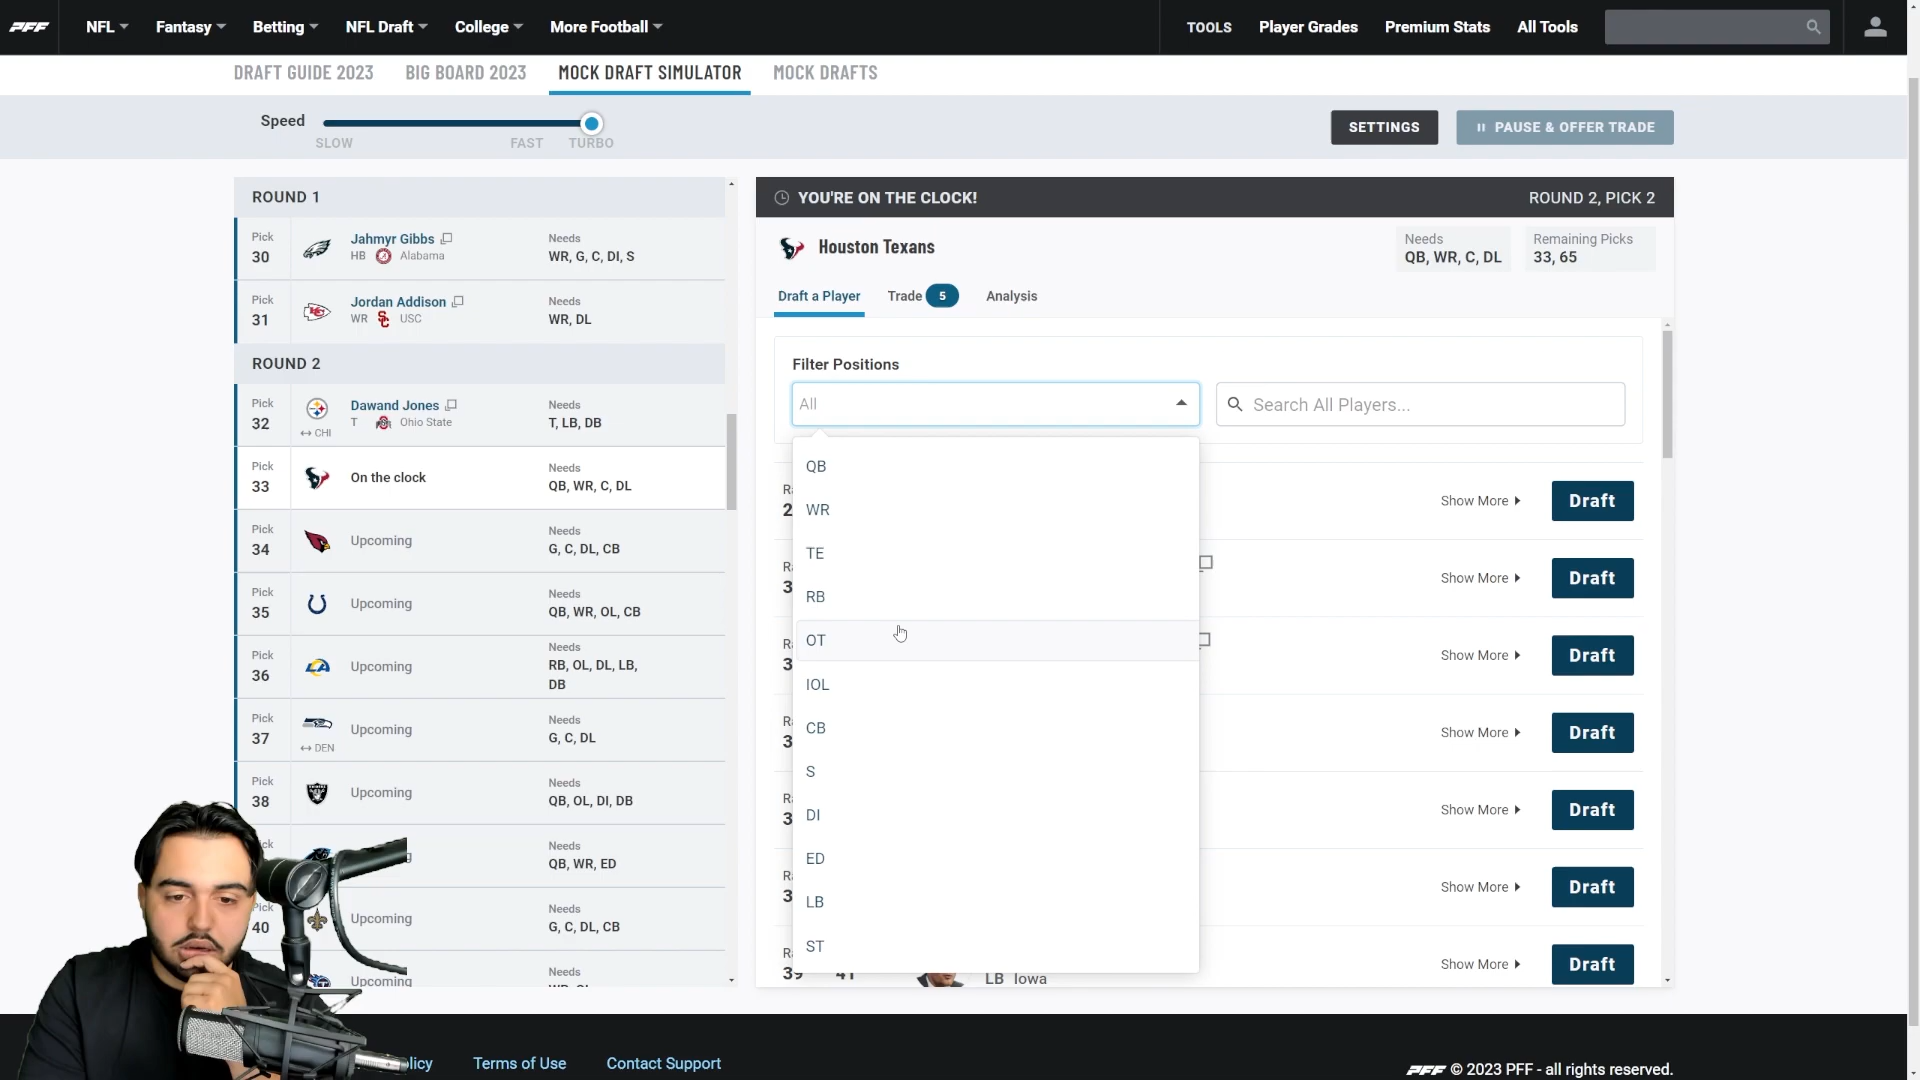 PFF
NFL
Fantasy
Betting
NFL Draft
College
More Football
TOOLS
Player Grades
Premium Stats
All Tools
DRAFT GUIDE 2023
BIG BOARD 2023
MOCK DRAFT SIMULATOR
MOCK DRAFTS
Speed
SLOW
FAST
TURBO
SETTINGS
PAUSE & OFFER TRADE
ROUND 1
Pick
30
Jahmyr Gibbs
HB Alabama
Needs
WR, G, C, DI, S
Pick
31
Jordan Addison
WR USC
Needs
WR, DL
ROUND 2
Pick
32
CHI
Dawand Jones
T Ohio State
Needs
T, LB, DB
Pick
33
On the clock
Needs
QB, WR, C, DL
Pick
34
Upcoming
Needs
G, C, DL, CB
Pick
35
Upcoming
Needs
QB, WR, OL, CB
Pick
36
Upcoming
Needs
RB, OL, DL, LB,
DB
Pick
37
DEN
Upcoming
Needs
G, C, DL
Pick
38
Upcoming
Needs
QB, OL, DI, DB
Needs
QB, WR, ED
Pick
40
Upcoming
Needs
G, C, DL, CB
Upcoming
Needs
YOU'RE ON THE CLOCK!
ROUND 2, PICK 2
Houston Texans
Needs
QB, WR, C, DL
Remaining Picks
33, 65
Draft a Player
Trade 5
Analysis
Filter Positions
All
Search All Players...
QB
WR
TE
RB
OT
IOL
CB
S
DI
ED
LB
ST
Show More
Draft
Show More
Draft
Show More
Draft
Show More
Draft
Show More
Draft
Show More
Draft
39
41
LB Iowa
Show More
Draft
Terms of Use
Contact Support
PFF © 2023 PFF - all rights reserved.